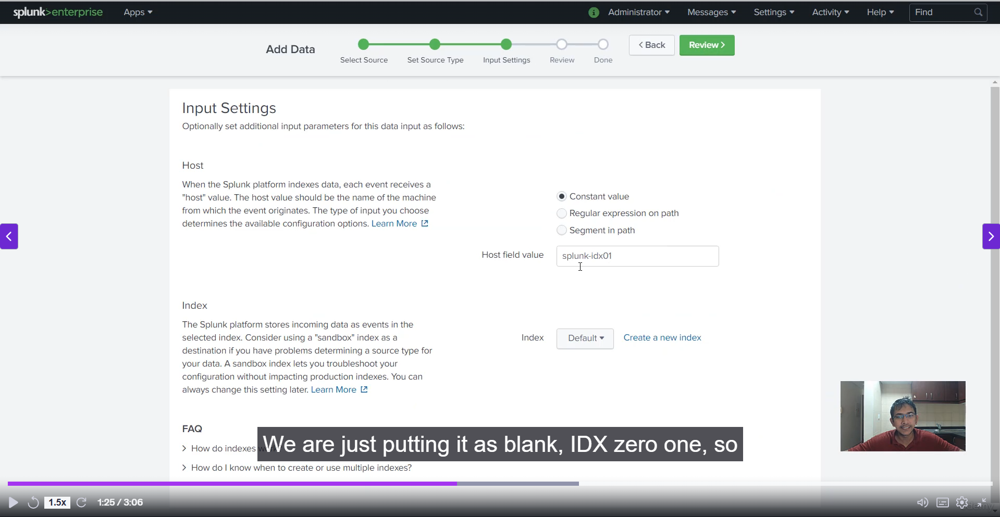 splunk>enterprise Apps Administrator Messages Settings Activity Help Find
Add Data
Select Source Set Source Type Input Settings Review Done
Back Review
Input Settings
Optionally set additional input parameters for this data input as follows:
Host
When the Splunk platform indexes data, each event receives a
"host" value. The host value should be the name of the machine
from which the event originates. The type of input you choose
determines the available configuration options. Learn More
Constant value
Regular expression on path
Segment in path
Host field value splunk-idx01
Index
The Splunk platform stores incoming data as events in the
selected index. Consider using a "sandbox" index as a
destination if you have problems determining a source type for
your data. A sandbox index lets you troubleshoot your
configuration without impacting production indexes. You can
always change this setting later. Learn More
Index Default Create a new index
FAQ
How do indexes work?
How do I know when to create or use multiple indexes?
We are just putting it as blank, IDX zero one, so
1.5x 1:25 / 3:06